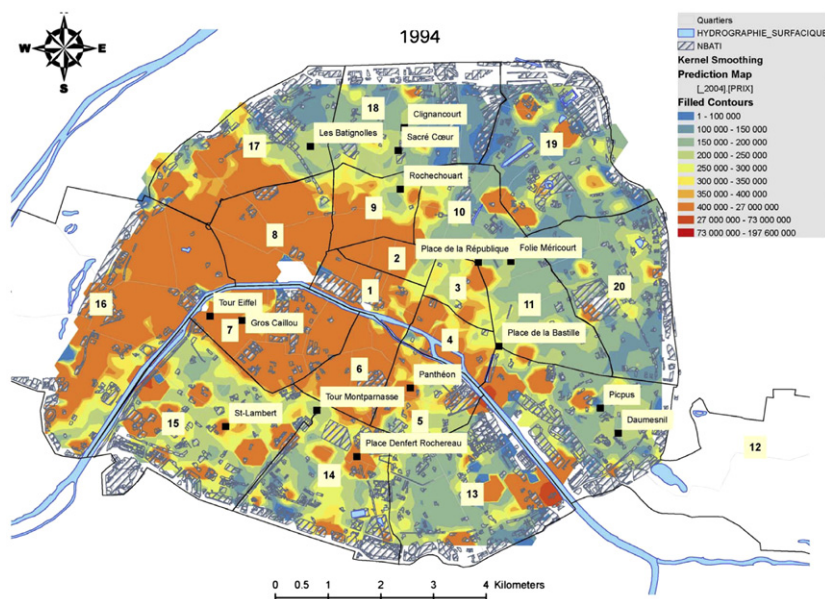 1994
N
W E
S
Quartiers
HYDROGRAPHIE_SURFACIQUE
NBATI
Kernel Smoothing
Prediction Map
[_2004].[PRIX]
Filled Contours
1 - 100 000
100 000 - 150 000
150 000 - 200 000
200 000 - 250 000
250 000 - 300 000
300 000 - 350 000
350 000 - 400 000
400 000 - 27 000 000
27 000 000 - 73 000 000
73 000 000 - 197 600 000
18
Clignancourt
Les Batignolles
Sacré Cœur
19
17
Rochechouart
9
10
8
2
Place de la République
Folie Méricourt
3
20
1
16
11
Tour Eiffel
7
Gros Caillou
4
Place de la Bastille
6
Panthéon
Picpus
Tour Montparnasse
St-Lambert
5
Daumesnil
15
Place Denfert Rochereau
12
14
13
0 0.5 1 2 3 4 Kilometers